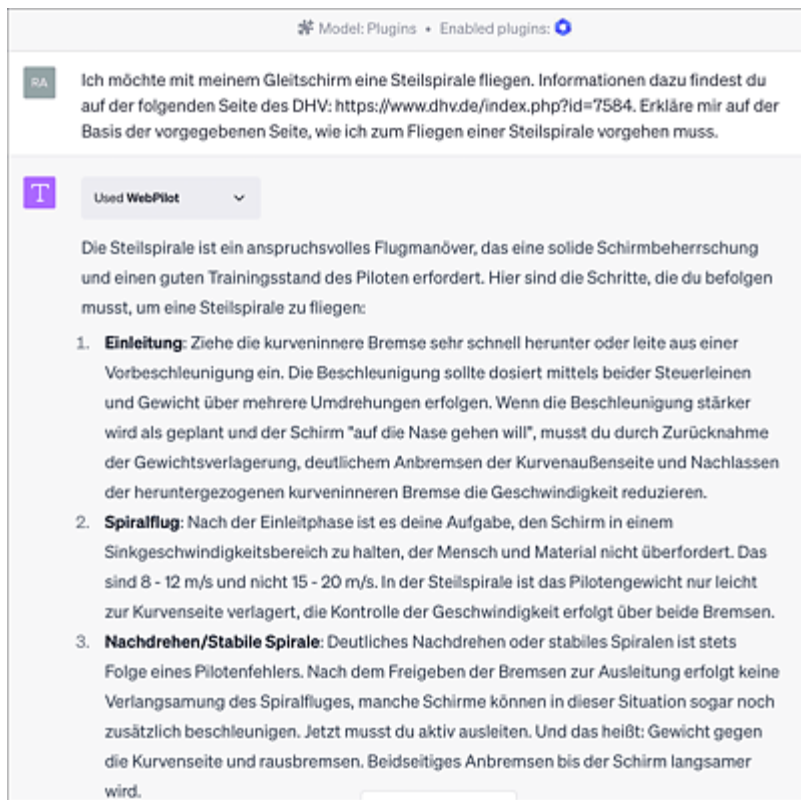 Model: Plugins • Enabled plugins:
RA
Ich möchte mit meinem Gleitschirm eine Steilspirale fliegen. Informationen dazu findest du
auf der folgenden Seite des DHV: https://www.dhv.de/index.php?id=7584. Erkläre mir auf der
Basis der vorgegebenen Seite, wie ich zum Fliegen einer Steilspirale vorgehen muss.
T
Used WebPilot
Die Steilspirale ist ein anspruchsvolles Flugmanöver, das eine solide Schirmbeherrschung
und einen guten Trainingsstand des Piloten erfordert. Hier sind die Schritte, die du befolgen
musst, um eine Steilspirale zu fliegen:
1. Einleitung: Ziehe die kurveninnere Bremse sehr schnell herunter oder leite aus einer
Vorbeschleunigung ein. Die Beschleunigung sollte dosiert mittels beider Steuerleinen
und Gewicht über mehrere Umdrehungen erfolgen. Wenn die Beschleunigung stärker
wird als geplant und der Schirm "auf die Nase gehen will", musst du durch Zurücknahme
der Gewichtsverlagerung, deutlichem Anbremsen der Kurvenaußenseite und Nachlassen
der heruntergezogenen kurveninneren Bremse die Geschwindigkeit reduzieren.
2. Spiralflug: Nach der Einleitphase ist es deine Aufgabe, den Schirm in einem
Sinkgeschwindigkeitsbereich zu halten, der Mensch und Material nicht überfordert. Das
sind 8 - 12 m/s und nicht 15 - 20 m/s. In der Steilspirale ist das Pilotengewicht nur leicht
zur Kurvenseite verlagert, die Kontrolle der Geschwindigkeit erfolgt über beide Bremsen.
3. Nachdrehen/Stabile Spirale: Deutliches Nachdrehen oder stabiles Spiralen ist stets
Folge eines Pilotenfehlers. Nach dem Freigeben der Bremsen zur Ausleitung erfolgt keine
Verlangsamung des Spiralfluges, manche Schirme können in dieser Situation sogar noch
zusätzlich beschleunigen. Jetzt musst du aktiv ausleiten. Und das heißt: Gewicht gegen
die Kurvenseite und rausbremsen. Beidseitiges Anbremsen bis der Schirm langsamer
wird.